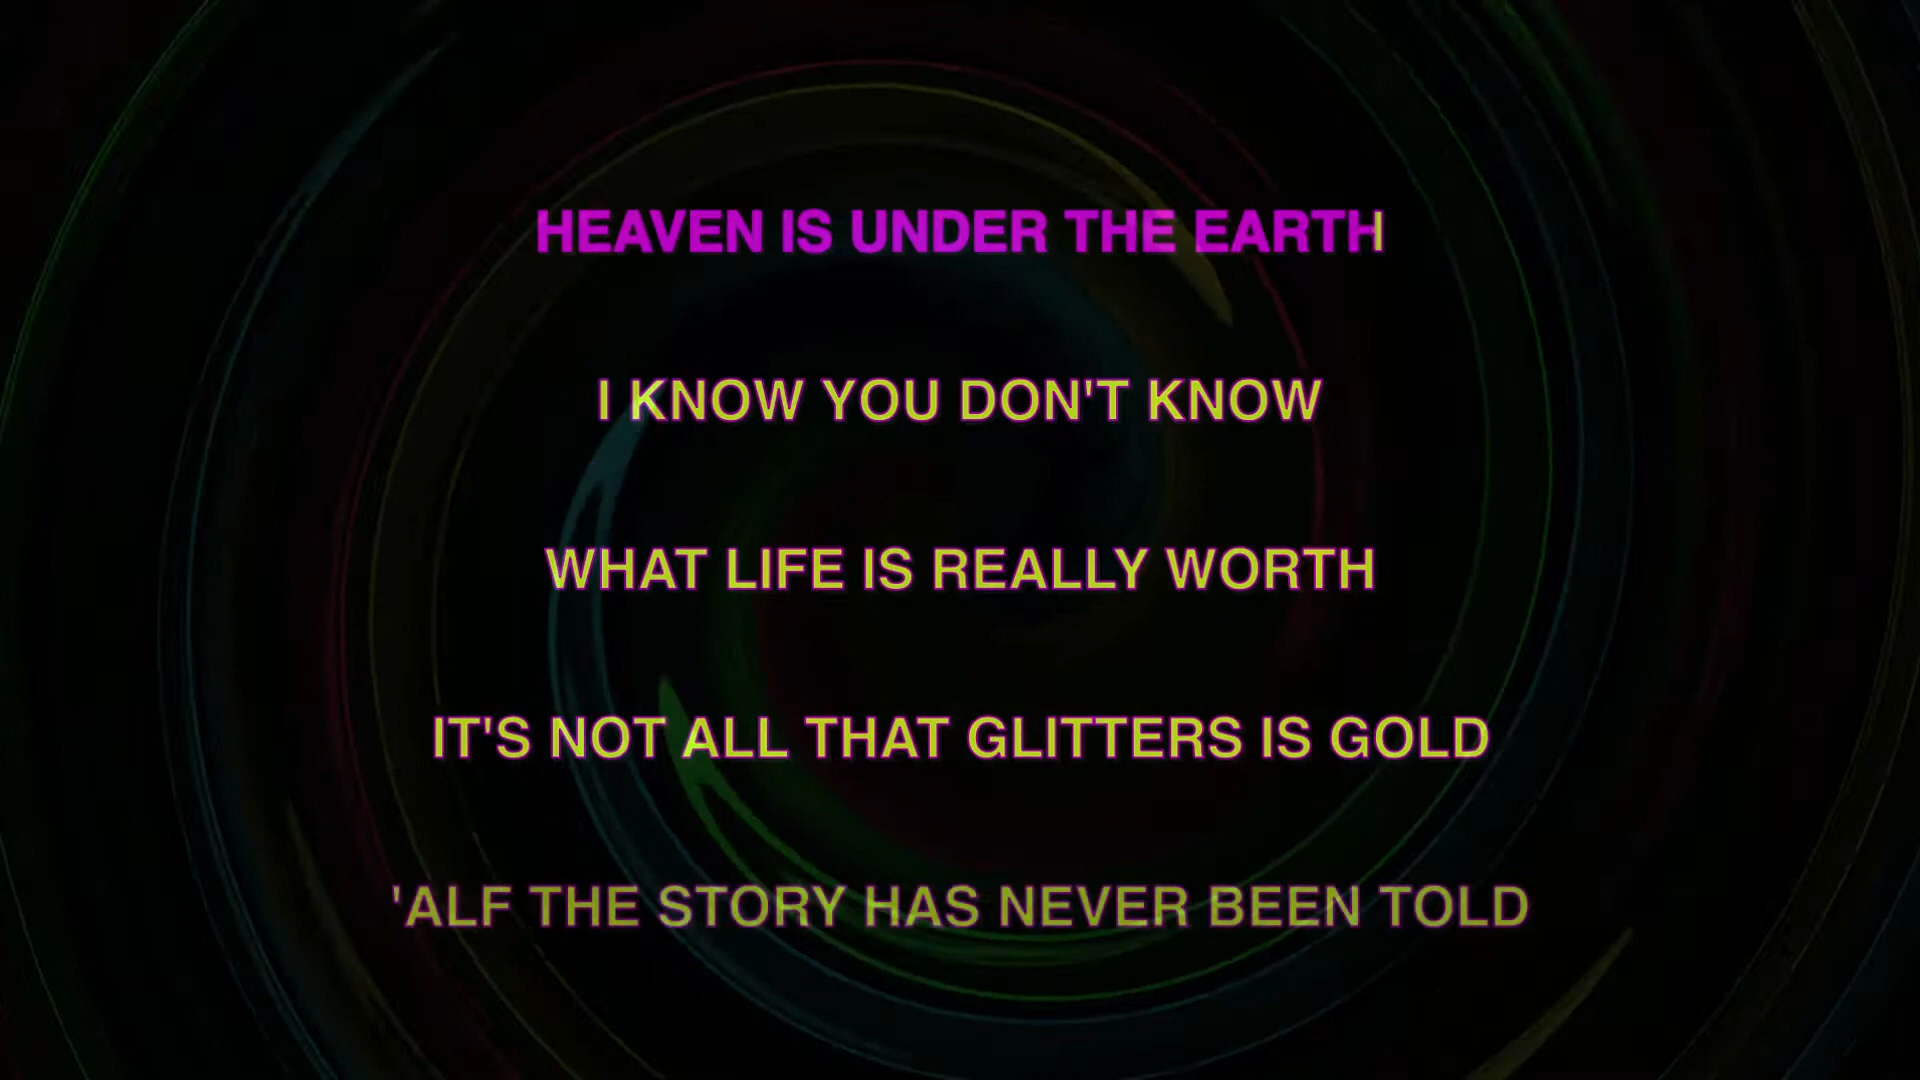 HEAVEN IS UNDER THE EARTH
I KNOW YOU DON'T KNOW
WHAT LIFE IS REALLY WORTH
IT'S NOT ALL THAT GLITTERS IS GOLD
'ALF THE STORY HAS NEVER BEEN TOLD